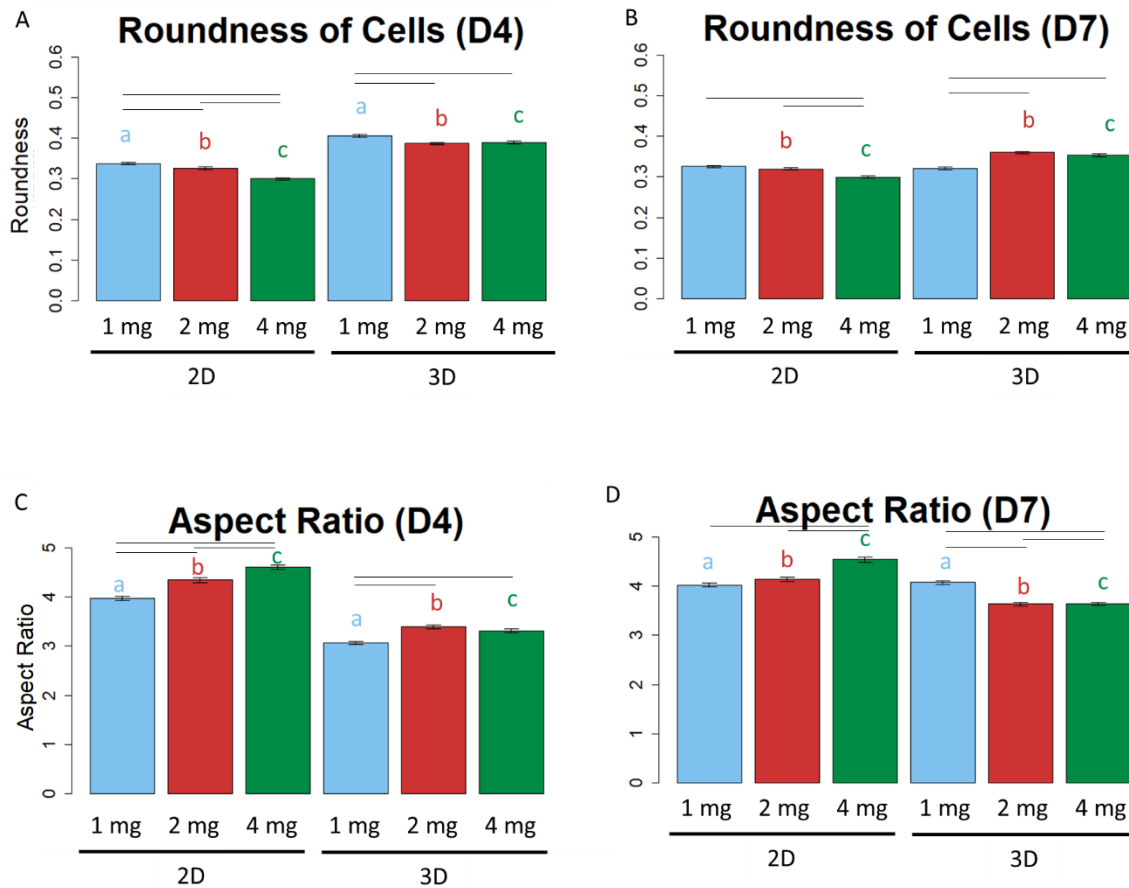 A
Roundness of Cells (D4)
Roundness
0.0 0.1 0.2 0.3 0.4 0.5 0.6
a b c a b c
1 mg 2 mg 4 mg 1 mg 2 mg 4 mg
2D 3D
B
Roundness of Cells (D7)
0.0 0.1 0.2 0.3 0.4 0.5 0.6
b c b c
1 mg 2 mg 4 mg 1 mg 2 mg 4 mg
2D 3D
C
Aspect Ratio (D4)
Aspect Ratio
0 1 2 3 4 5
a b c a b c
1 mg 2 mg 4 mg 1 mg 2 mg 4 mg
2D 3D
D
Aspect Ratio (D7)
0 1 2 3 4 5
a b c a b c
1 mg 2 mg 4 mg 1 mg 2 mg 4 mg
2D 3D